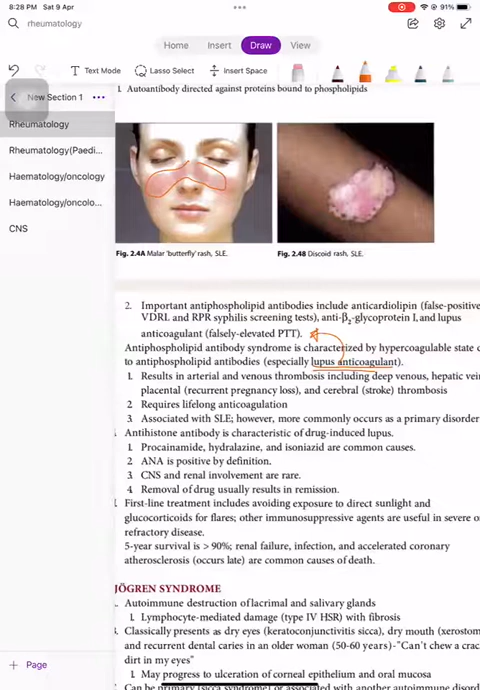 8:28 PM Sat 9 Apr
91%
rheumatology
Home Insert Draw View
Text Mode Lasso Select Insert Space
New Section 1
Rheumatology
Rheumatology(Paedi...
Haematology/oncology
Haematology/oncolo...
CNS
Page
1. Autoantibody directed against proteins bound to phospholipids
Fig. 2.4A Malar 'butterfly' rash, SLE.
Fig. 2.4B Discoid rash, SLE.
2. Important antiphospholipid antibodies include anticardiolipin (false-positive
VDRL and RPR syphilis screening tests), anti-β2-glycoprotein I, and lupus
anticoagulant (falsely-elevated PTT).
Antiphospholipid antibody syndrome is characterized by hypercoagulable state
to antiphospholipid antibodies (especially lupus anticoagulant).
1. Results in arterial and venous thrombosis including deep venous, hepatic vei
placental (recurrent pregnancy loss), and cerebral (stroke) thrombosis
2. Requires lifelong anticoagulation
3. Associated with SLE; however, more commonly occurs as a primary disorder
Antihistone antibody is characteristic of drug-induced lupus.
1. Procainamide, hydralazine, and isoniazid are common causes.
2. ANA is positive by definition.
3. CNS and renal involvement are rare.
4. Removal of drug usually results in remission.
First-line treatment includes avoiding exposure to direct sunlight and
glucocorticoids for flares; other immunosuppressive agents are useful in severe o
refractory disease.
5-year survival is > 90%; renal failure, infection, and accelerated coronary
atherosclerosis (occurs late) are common causes of death.
JÖGREN SYNDROME
Autoimmune destruction of lacrimal and salivary glands
1. Lymphocyte-mediated damage (type IV HSR) with fibrosis
Classically presents as dry eyes (keratoconjunctivitis sicca), dry mouth (xerostom
and recurrent dental caries in an older woman (50-60 years)-"Can't chew a crac
dirt in my eyes"
1. May progress to ulceration of corneal epithelium and oral mucosa
Can be primary (sicca syndrome) or associated with another autoimmune disord